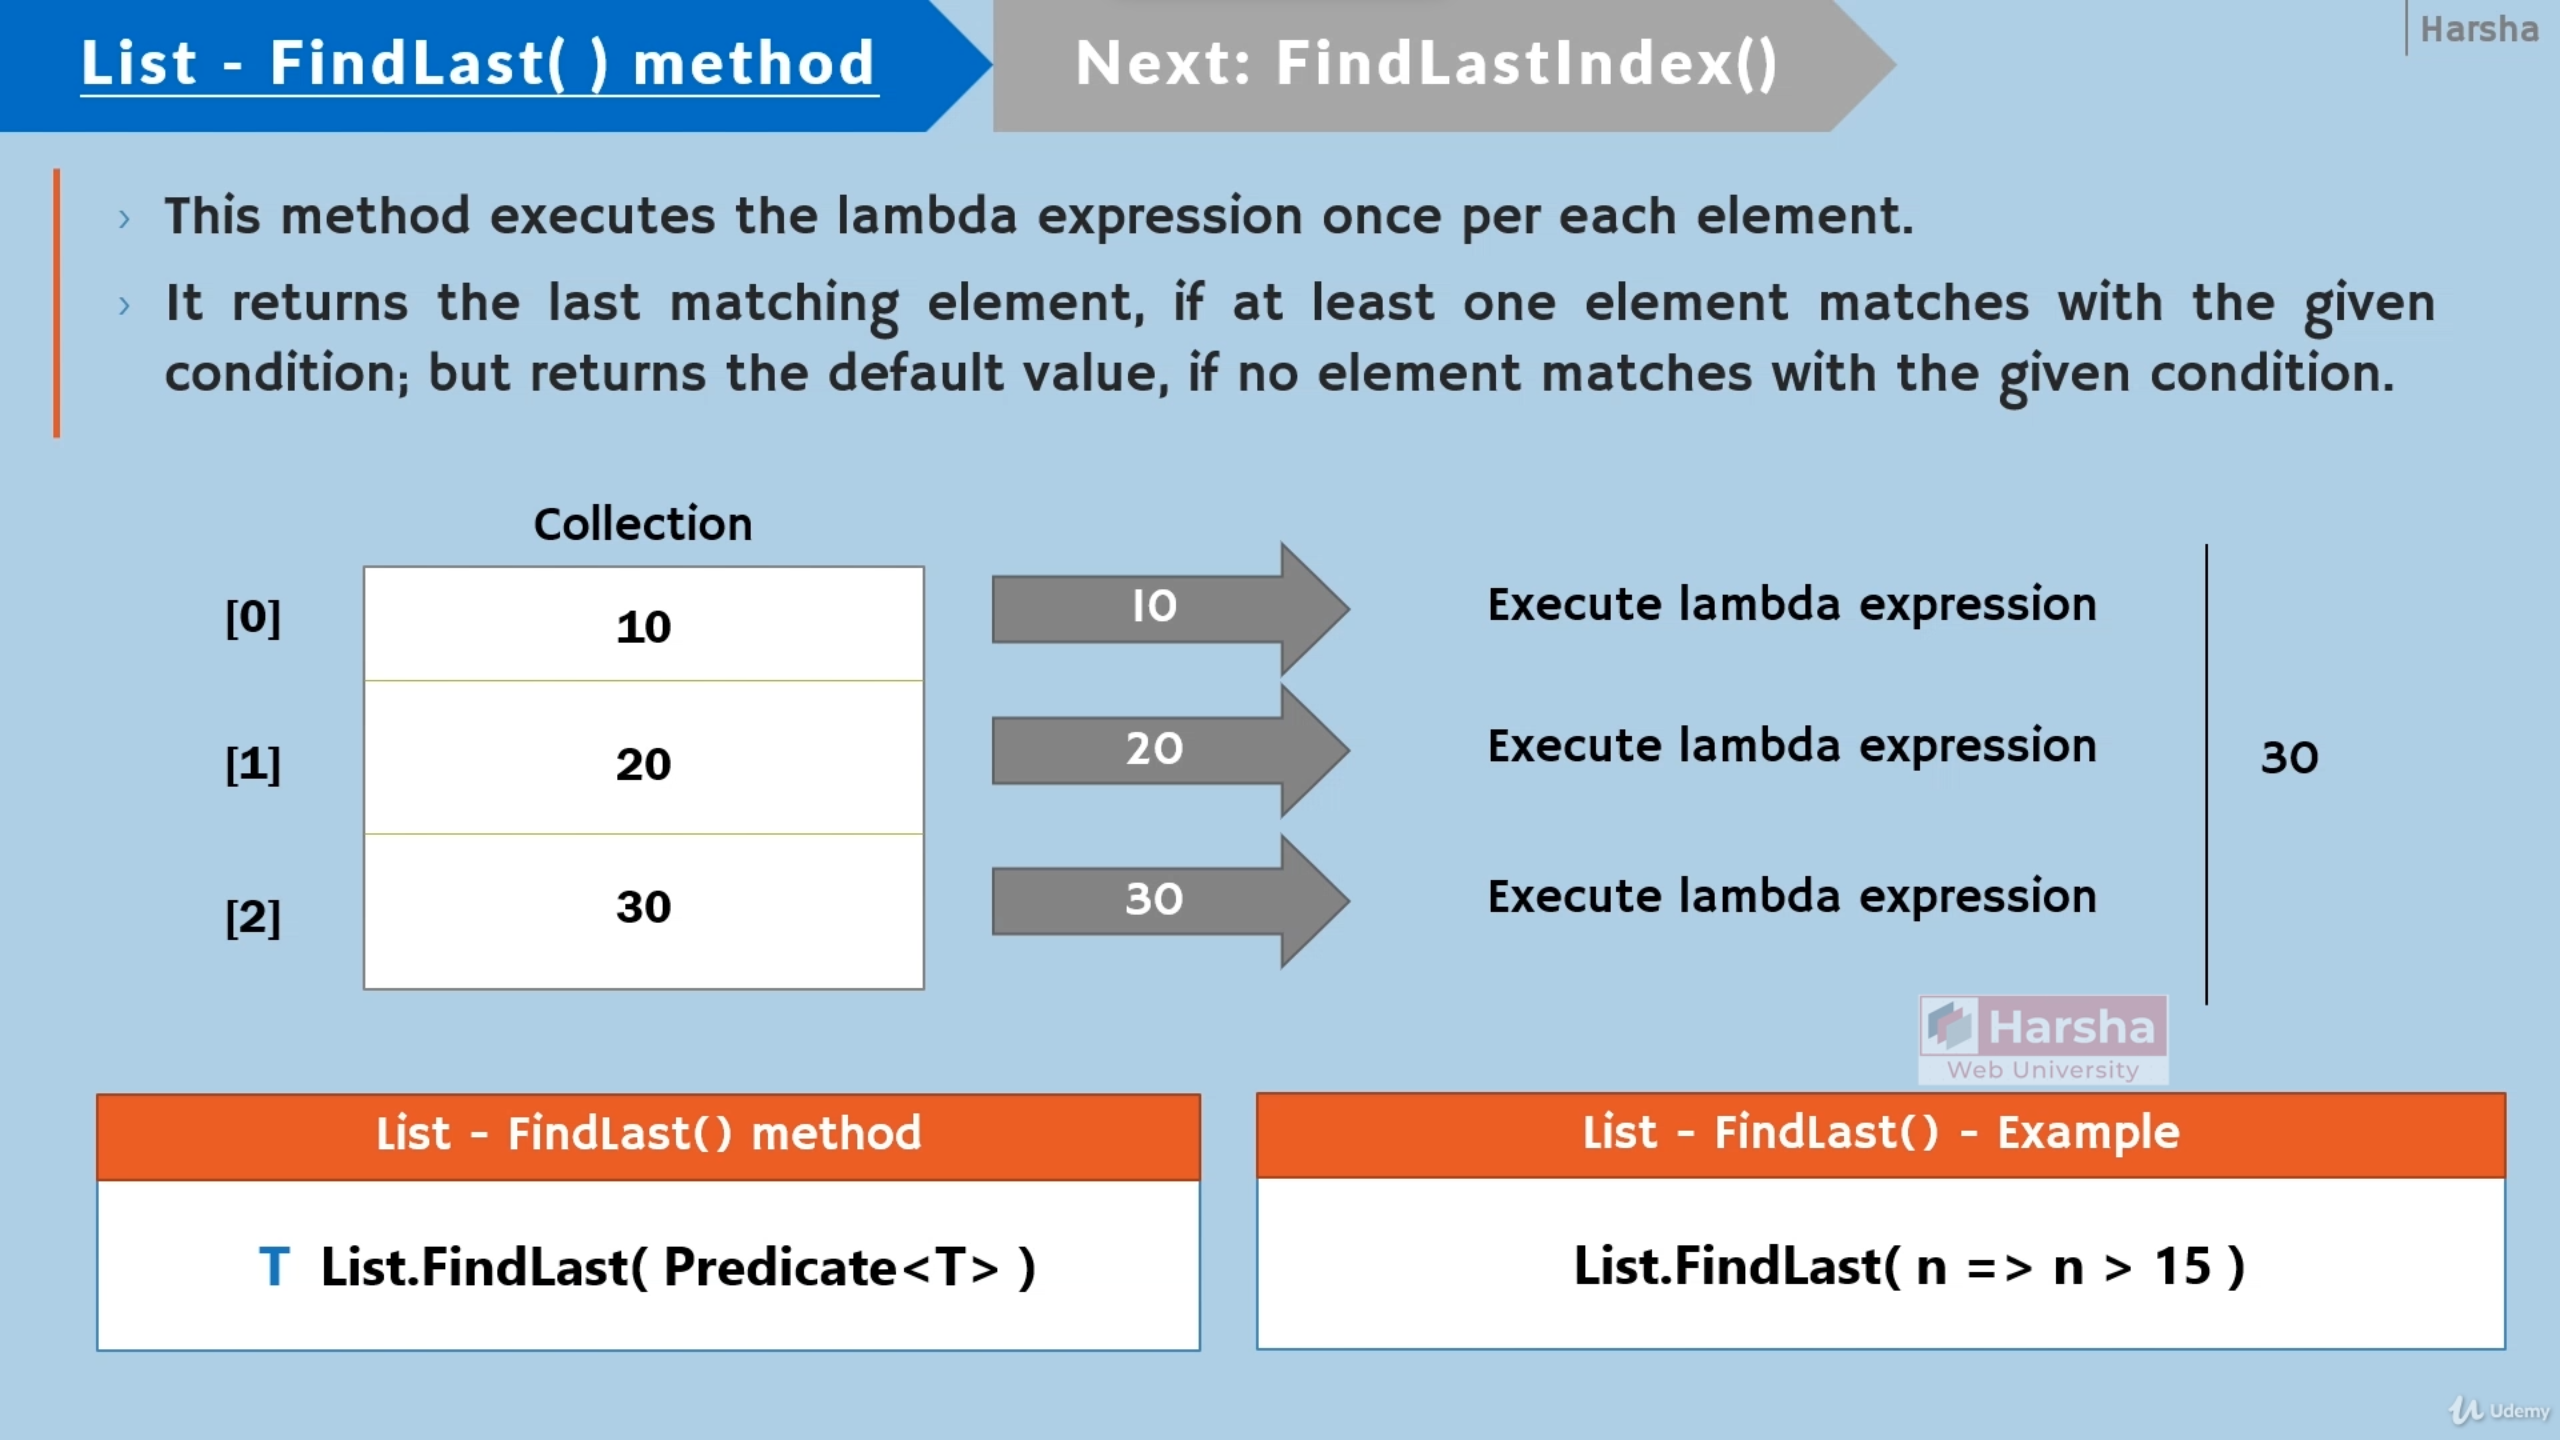 List - FindLast( ) method
Next: FindLastIndex()
Harsha
› This method executes the lambda expression once per each element.
› It returns the last matching element, if at least one element matches with the given
condition; but returns the default value, if no element matches with the given condition.
Collection
[0] 10 10 Execute lambda expression
[1] 20 20 Execute lambda expression 30
[2] 30 30 Execute lambda expression
Harsha
Web University
List - FindLast() method
T List.FindLast( Predicate<T> )
List - FindLast() - Example
List.FindLast( n => n > 15 )
Udemy